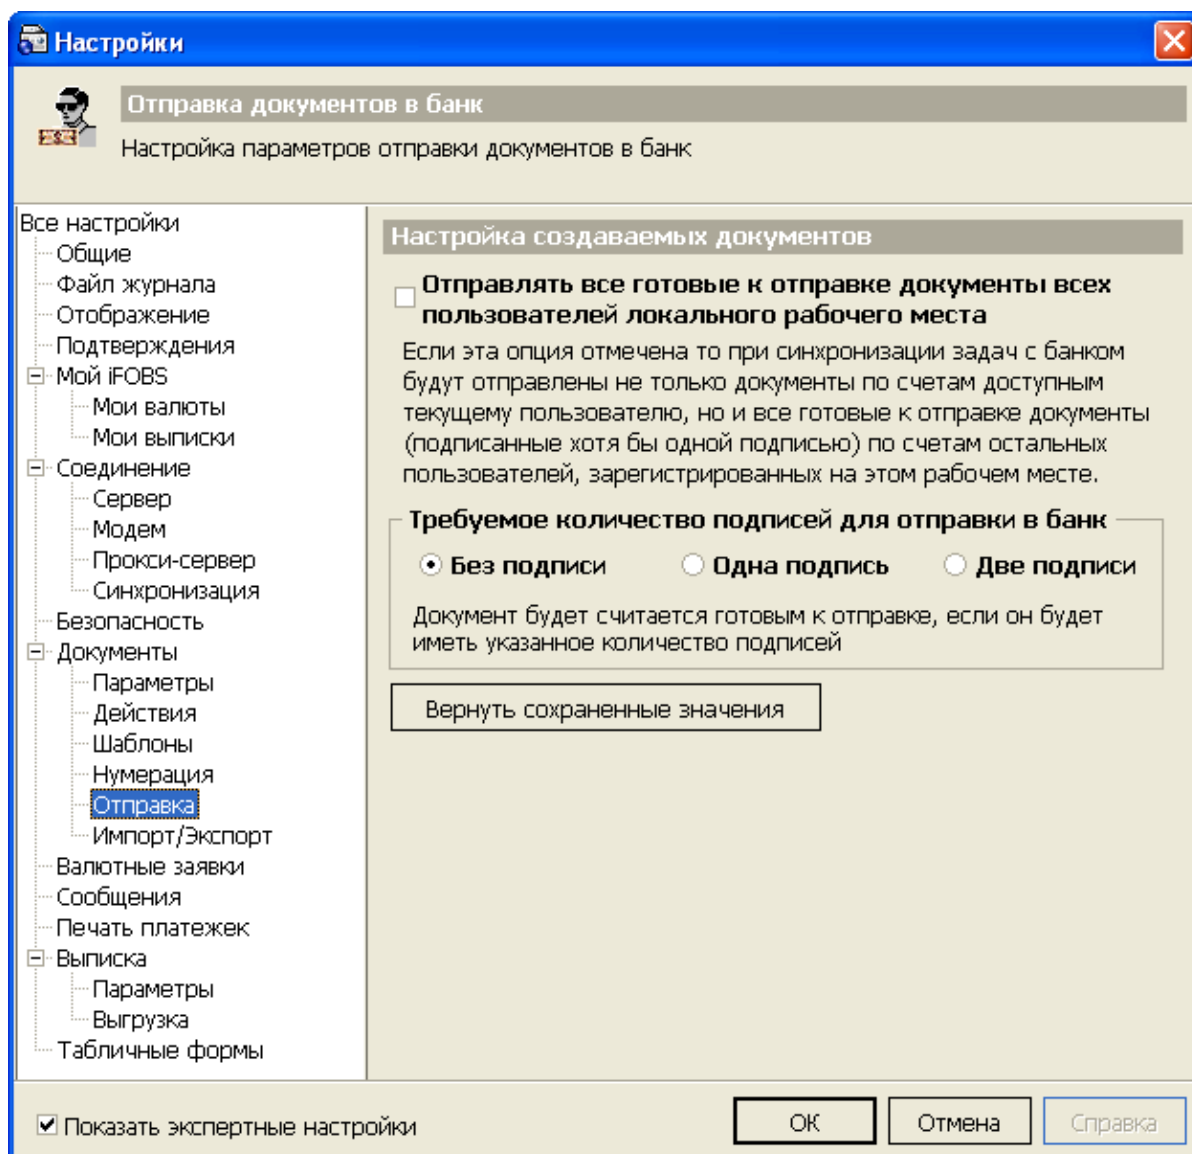 Настройки
Отправка документов в банк
Настройка параметров отправки документов в банк
Все настройки
Общие
Файл журнала
Отображение
Подтверждения
Мой iFOBS
Мои валюты
Мои выписки
Соединение
Сервер
Модем
Прокси-сервер
Синхронизация
Безопасность
Документы
Параметры
Действия
Шаблоны
Нумерация
Отправка
Импорт/Экспорт
Валютные заявки
Сообщения
Печать платежек
Выписка
Параметры
Выгрузка
Табличные формы
Настройка создаваемых документов
Отправлять все готовые к отправке документы всех
пользователей локального рабочего места
Если эта опция отмечена то при синхронизации задач с банком
будут отправлены не только документы по счетам доступным
текущему пользователю, но и все готовые к отправке документы
(подписанные хотя бы одной подписью) по счетам остальных
пользователей, зарегистрированных на этом рабочем месте.
Требуемое количество подписей для отправки в банк
Без подписи Одна подпись Две подписи
Документ будет считается готовым к отправке, если он будет
иметь указанное количество подписей
Вернуть сохраненные значения
Показать экспертные настройки
ОК Отмена Справка